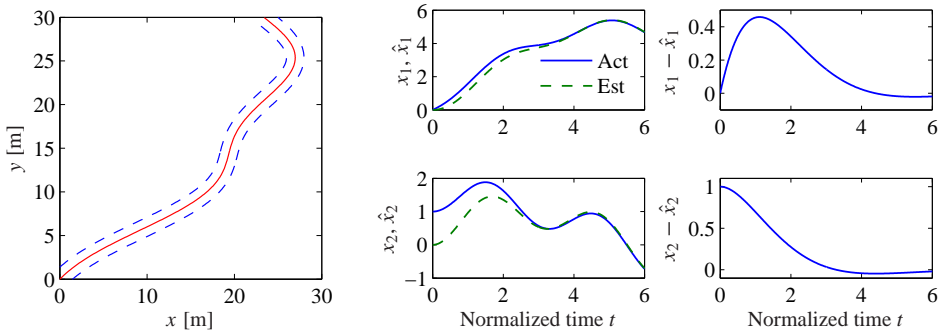 30
25
20
15
10
5
0
0 10 20 30
x [m]
y [m]
6
4
2
0
0 2 4 6
x₁, x̂₁
Act
Est
0.4
0.2
0
0 2 4 6
x₁ − x̂₁
2
1
0
−1
0 2 4 6
x₂, x̂₂
Normalized time t
1
0.5
0
0 2 4 6
x₂ − x̂₂
Normalized time t